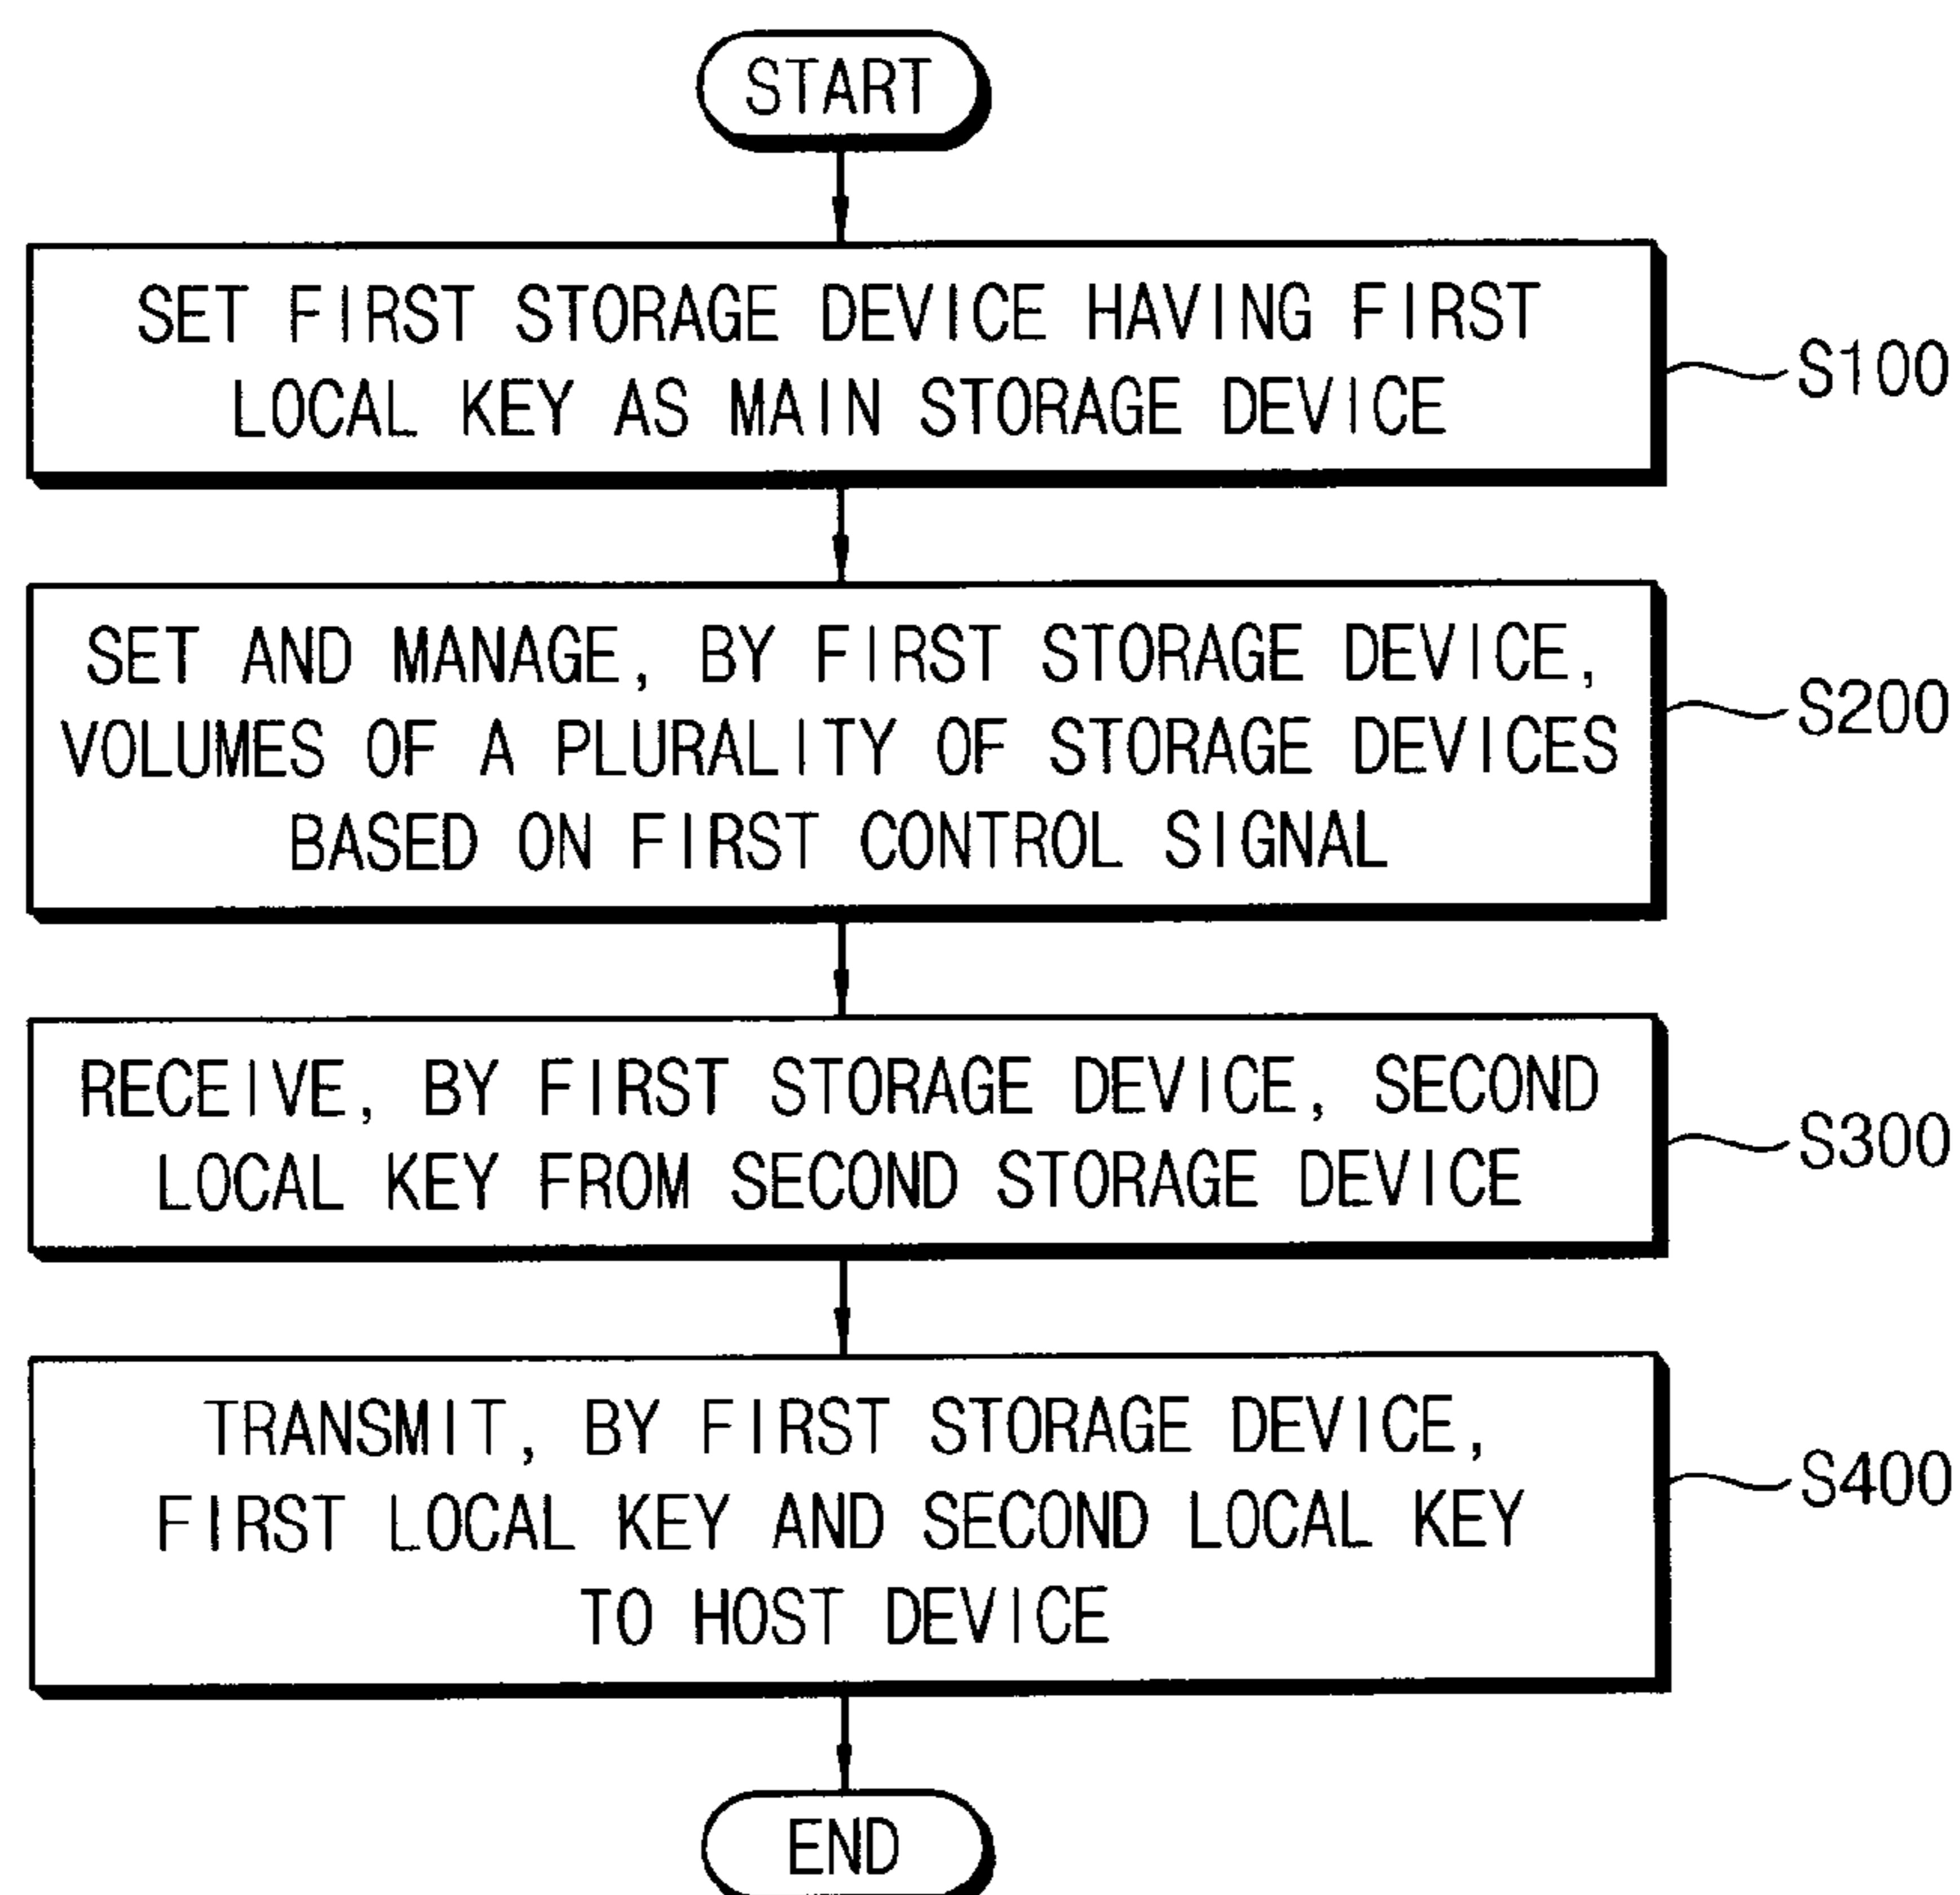 START
SET FIRST STORAGE DEVICE HAVING FIRST
LOCAL KEY AS MAIN STORAGE DEVICE
S100
SET AND MANAGE, BY FIRST STORAGE DEVICE,
VOLUMES OF A PLURALITY OF STORAGE DEVICES
BASED ON FIRST CONTROL SIGNAL
S200
RECEIVE, BY FIRST STORAGE DEVICE, SECOND
LOCAL KEY FROM SECOND STORAGE DEVICE
S300
TRANSMIT, BY FIRST STORAGE DEVICE,
FIRST LOCAL KEY AND SECOND LOCAL KEY
TO HOST DEVICE
S400
END